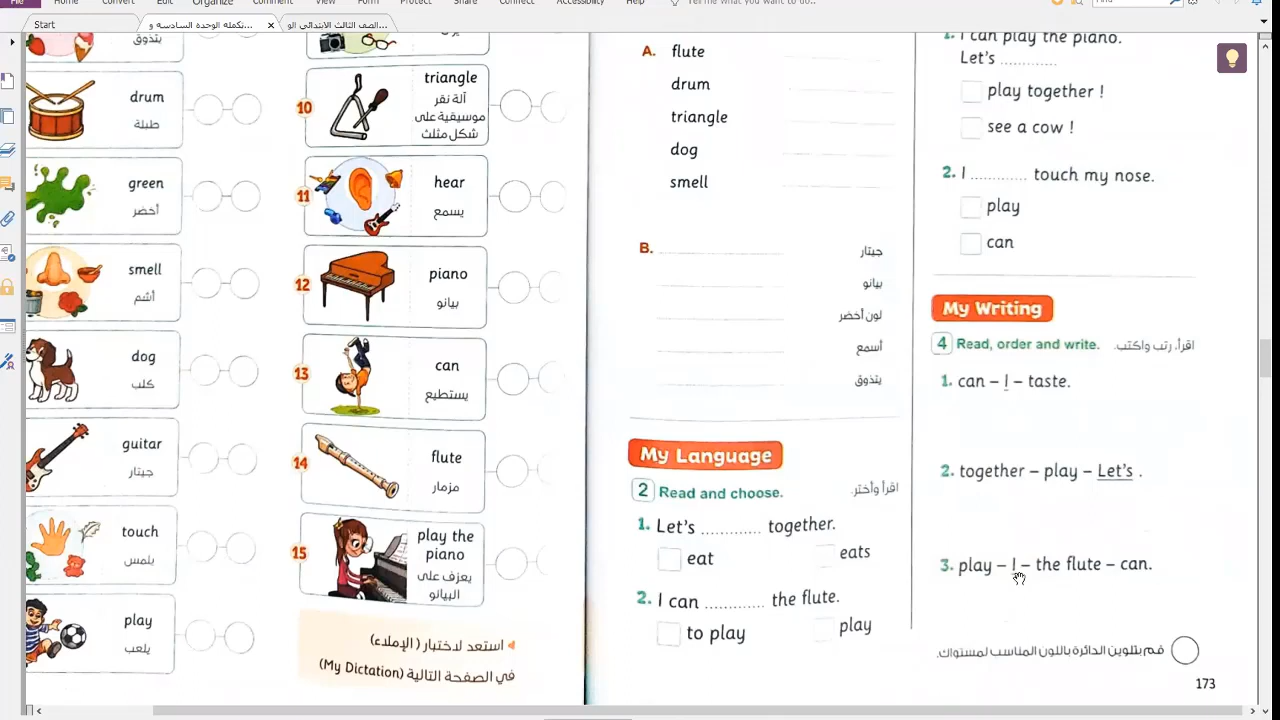 Home
Convert
Edit
Organize
Comment
View
Form
Protect
Share
Connect
Accessibility
Help
Tell me what you want to do..
Find
Start
تكمله الوحدة السادسه و...
الصف الثالث الابتدائي الو...
يتذوق
drum
طبلة
green
أخضر
smell
أشم
dog
كلب
guitar
جيتار
touch
يلمس
play
يلعب
10
triangle
آلة نقر
موسيقية على
شكل مثلث
11
hear
يسمع
12
piano
بيانو
13
can
يستطيع
14
flute
مزمار
15
play the
piano
يعزف على
البيانو
استعد لاختبار (الإملاء)
في الصفحة التالية (My Dictation)
A. flute
drum
triangle
dog
smell
B. جيتار
بيانو
لون أخضر
أسمع
يتذوق
My Language
2 Read and choose. اقرأ وأختر.
1. Let's ............ together.
eat eats
2. I can ............ the flute.
to play play
1. I can play the piano.
Let's ............
play together !
see a cow !
2. I ............ touch my nose.
play
can
My Writing
4 Read, order and write. اقرأ، رتب واكتب.
1. can – I – taste.
2. together – play – Let's .
3. play – I – the flute – can.
قم بتلوين الدائرة باللون المناسب لمستواك.
173